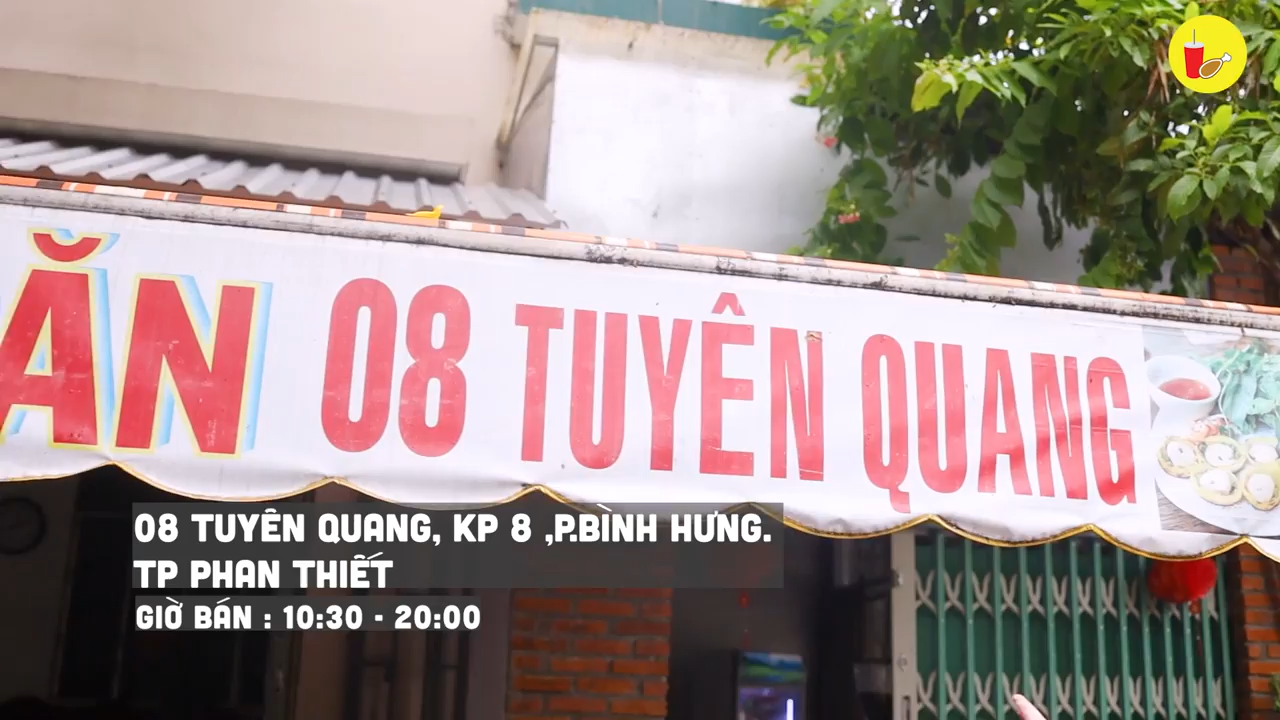 ĂN 08 TUYÊN QUANG
08 TUYÊN QUANG, KP 8 ,P.BÌNH HƯNG.
TP PHAN THIẾT
GIỜ BÁN : 10:30 - 20:00